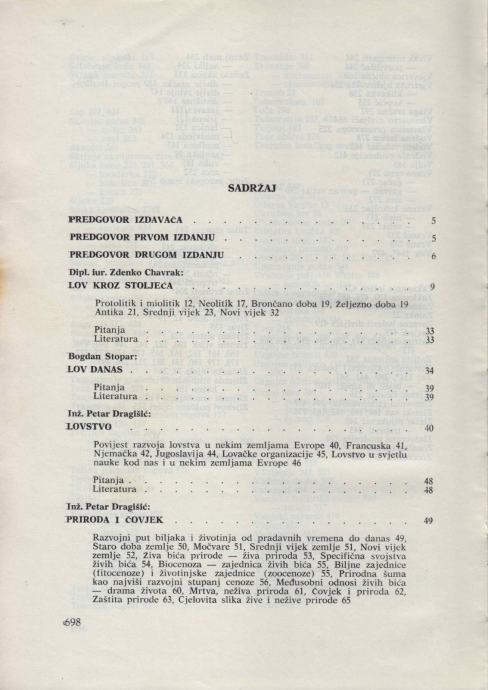 SADRŽAJ
PREDGOVOR IZDAVAČA . . . . . . . . . . . . . 5
PREDGOVOR PRVOM IZDANJU . . . . . . . . . . . 5
PREDGOVOR DRUGOM IZDANJU . . . . . . . . . . 6
Dipl. iur. Zdenko Chavrak:
LOV KROZ STOLJEĆA . . . . . . . . . . . . . 9
Protolitik i miolitik 12, Neolitik 17, Brončano doba 19, Željezno doba 19
Antika 21, Srednji vijek 23, Novi vijek 32
Pitanja . . . . . . . . . . . . . . . 33
Literatura . . . . . . . . . . . . . . 33
Bogdan Stopar:
LOV DANAS . . . . . . . . . . . . . . . 34
Pitanja . . . . . . . . . . . . . . . 39
Literatura . . . . . . . . . . . . . . 39
Inž. Petar Dragišić:
LOVSTVO . . . . . . . . . . . . . . . 40
Povijest razvoja lovstva u nekim zemljama Evrope 40, Francuska 41,
Njemačka 42, Jugoslavija 44, Lovačke organizacije 45, Lovstvo u svjetlu
nauke kod nas i u nekim zemljama Evrope 46
Pitanja . . . . . . . . . . . . . . . 48
Literatura . . . . . . . . . . . . . . 48
Inž. Petar Dragišić:
PRIRODA I ČOVJEK . . . . . . . . . . . . . 49
Razvojni put biljaka i životinja od pradavnih vremena do danas 49,
Staro doba zemlje 50, Močvare 51, Srednji vijek zemlje 51, Novi vijek
zemlje 52, Živa bića prirode — živa priroda 53, Specifična svojstva
živih bića 54, Biocenoza — zajednica živih bića 55, Biljne zajednice
(fitocenoze) i životinjske zajednice (zoocenoze) 55, Prirodna šuma
kao najviši razvojni stupanj cenoze 56, Međusobni odnosi živih bića
— drama života 60, Mrtva, neživa priroda 61, Čovjek i priroda 62,
Zaštita prirode 63, Cjelovita slika žive i nežive prirode 65
698